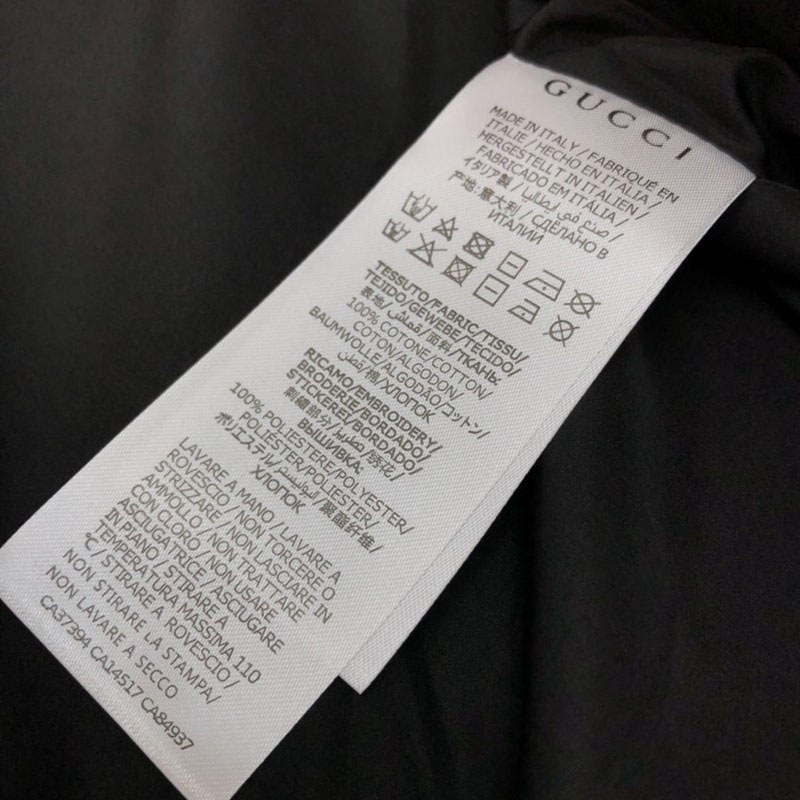 GUCCI
MADE IN ITALY / FABRIQUÉ EN
ITALIE / HECHO EN ITALIA /
HERGESTELLT IN ITALIEN /
FABRICADO EM ITÁLIA /
イタリア製 / صنع في إيطاليا /
产地:意大利 / СДЕЛАНО В
ИТАЛИИ
TESSUTO/FABRIC/TISSU/
TEJIDO/GEWEBE/TECIDO/
表地/قماش/面料/ТКАНЬ:
100% COTONE/COTTON/
COTON/ALGODON/
BAUMWOLLE/ALGODÃO/コットン/
قطن/棉/ХЛОПОК
RICAMO/EMBROIDERY/
BRODERIE/BORDADO/
STICKEREI/BORDADO/
刺繍部分/تطريز/绣花/
ВЫШИВКА:
100% POLIESTERE/POLYESTER/
POLYESTER/POLIÉSTER/
POLIÉSTER/POLYESTER/
ポリエステル/البوليستر/聚酯纤维/
ХЛОПОК
LAVARE A MANO / LAVARE A
ROVESCIO / NON TORCERE O
STRIZZARE / NON LASCIARE IN
AMMOLLO / NON TRATTARE
CON CLORO / NON USARE
ASCIUGATRICE / ASCIUGARE
IN PIANO / STIRARE A
TEMPERATURA MASSIMA 110
℃ / STIRARE A ROVESCIO /
NON STIRARE LA STAMPA/
NON LAVARE A SECCO
CA37394 CA14517 CA84937